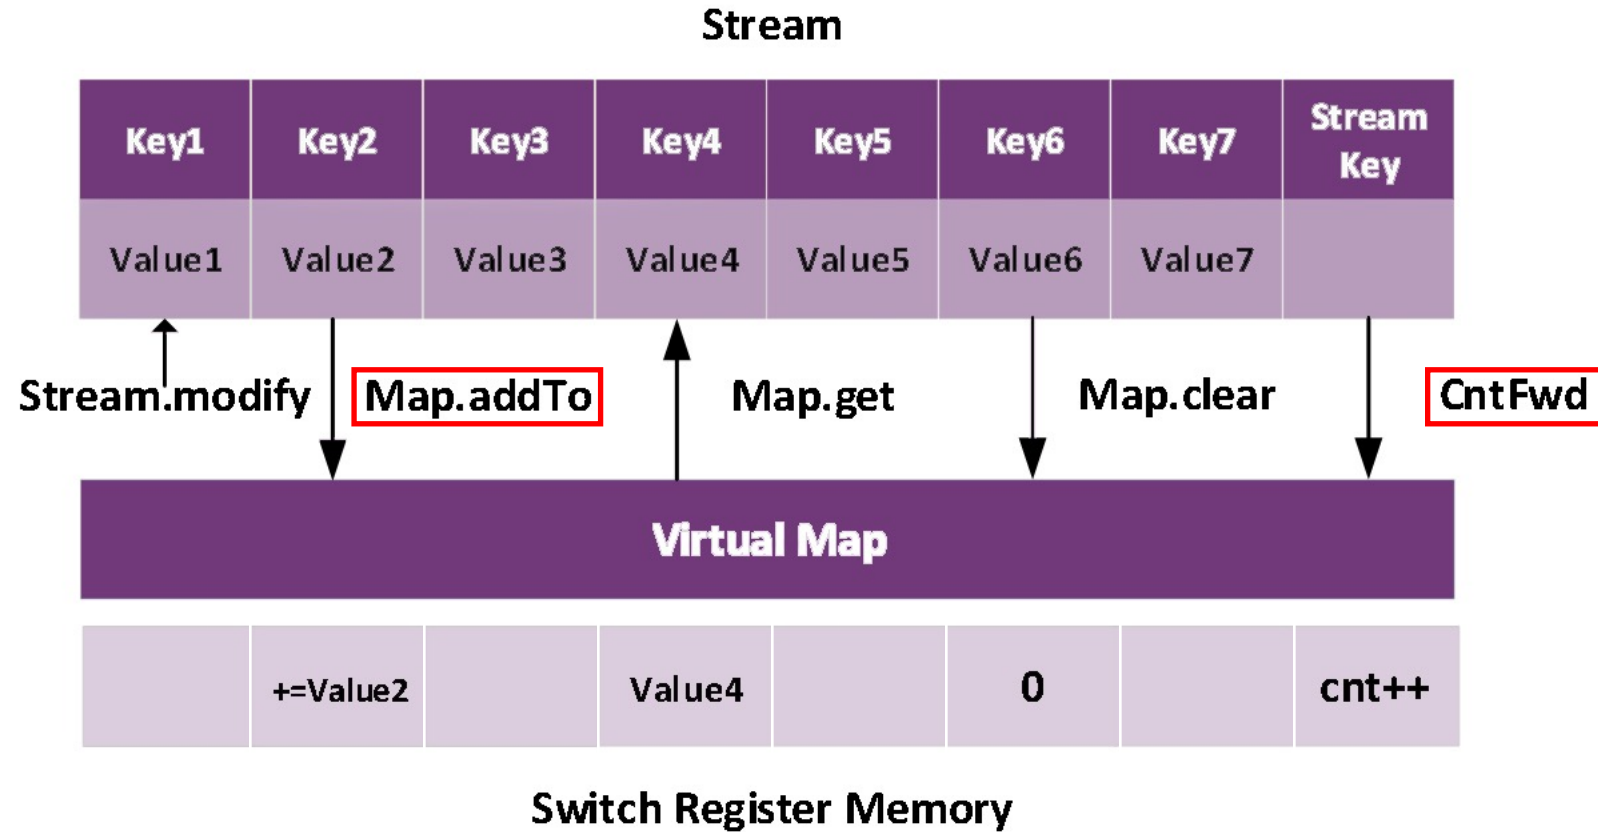 Stream
Key1 Key2 Key3 Key4 Key5 Key6 Key7 Stream Key
Value1 Value2 Value3 Value4 Value5 Value6 Value7
Stream.modify Map.addTo Map.get Map.clear CntFwd
Virtual Map
+=Value2 Value4 0 cnt++
Switch Register Memory